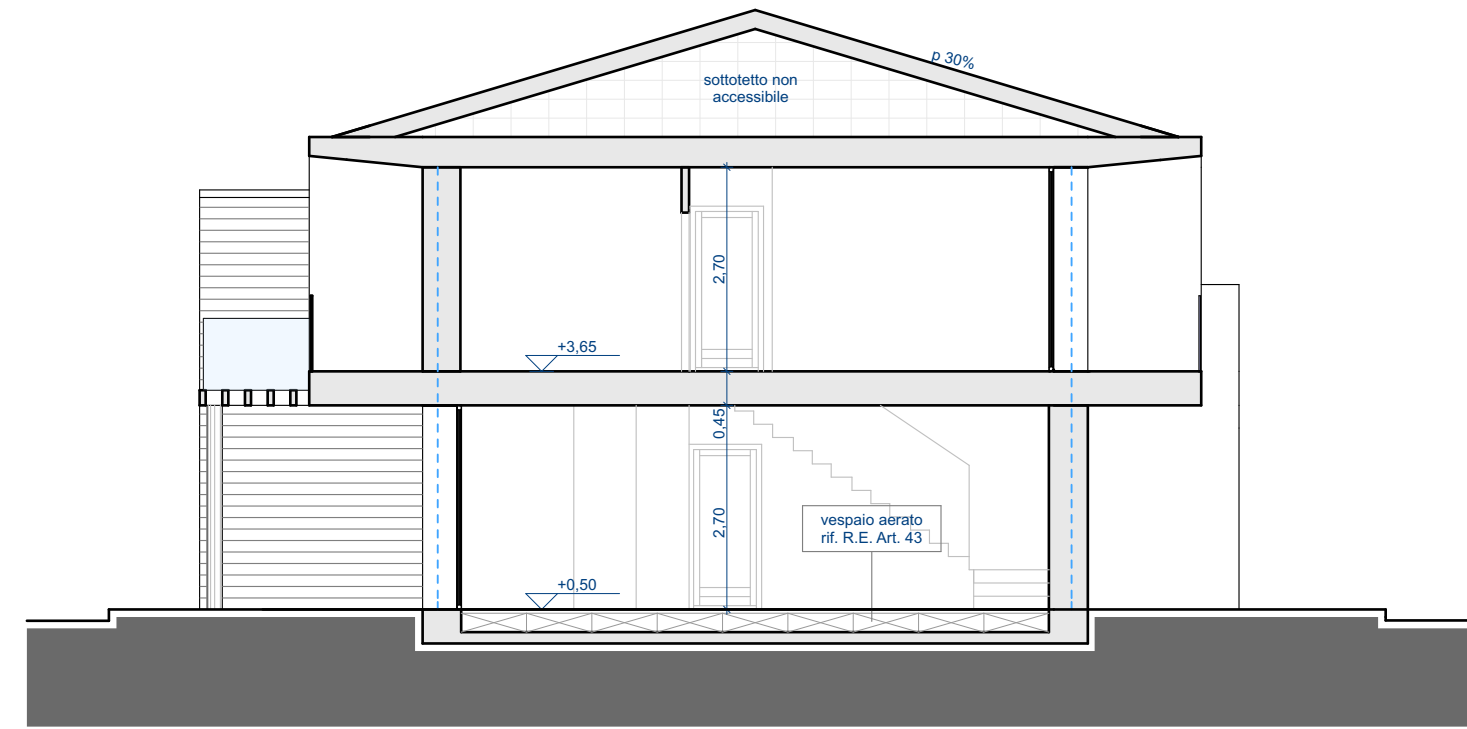 p 30%
sottotetto non
accessibile
2,70
+3,65
0,45
2,70
vespaio aerato
rif. R.E. Art. 43
+0,50